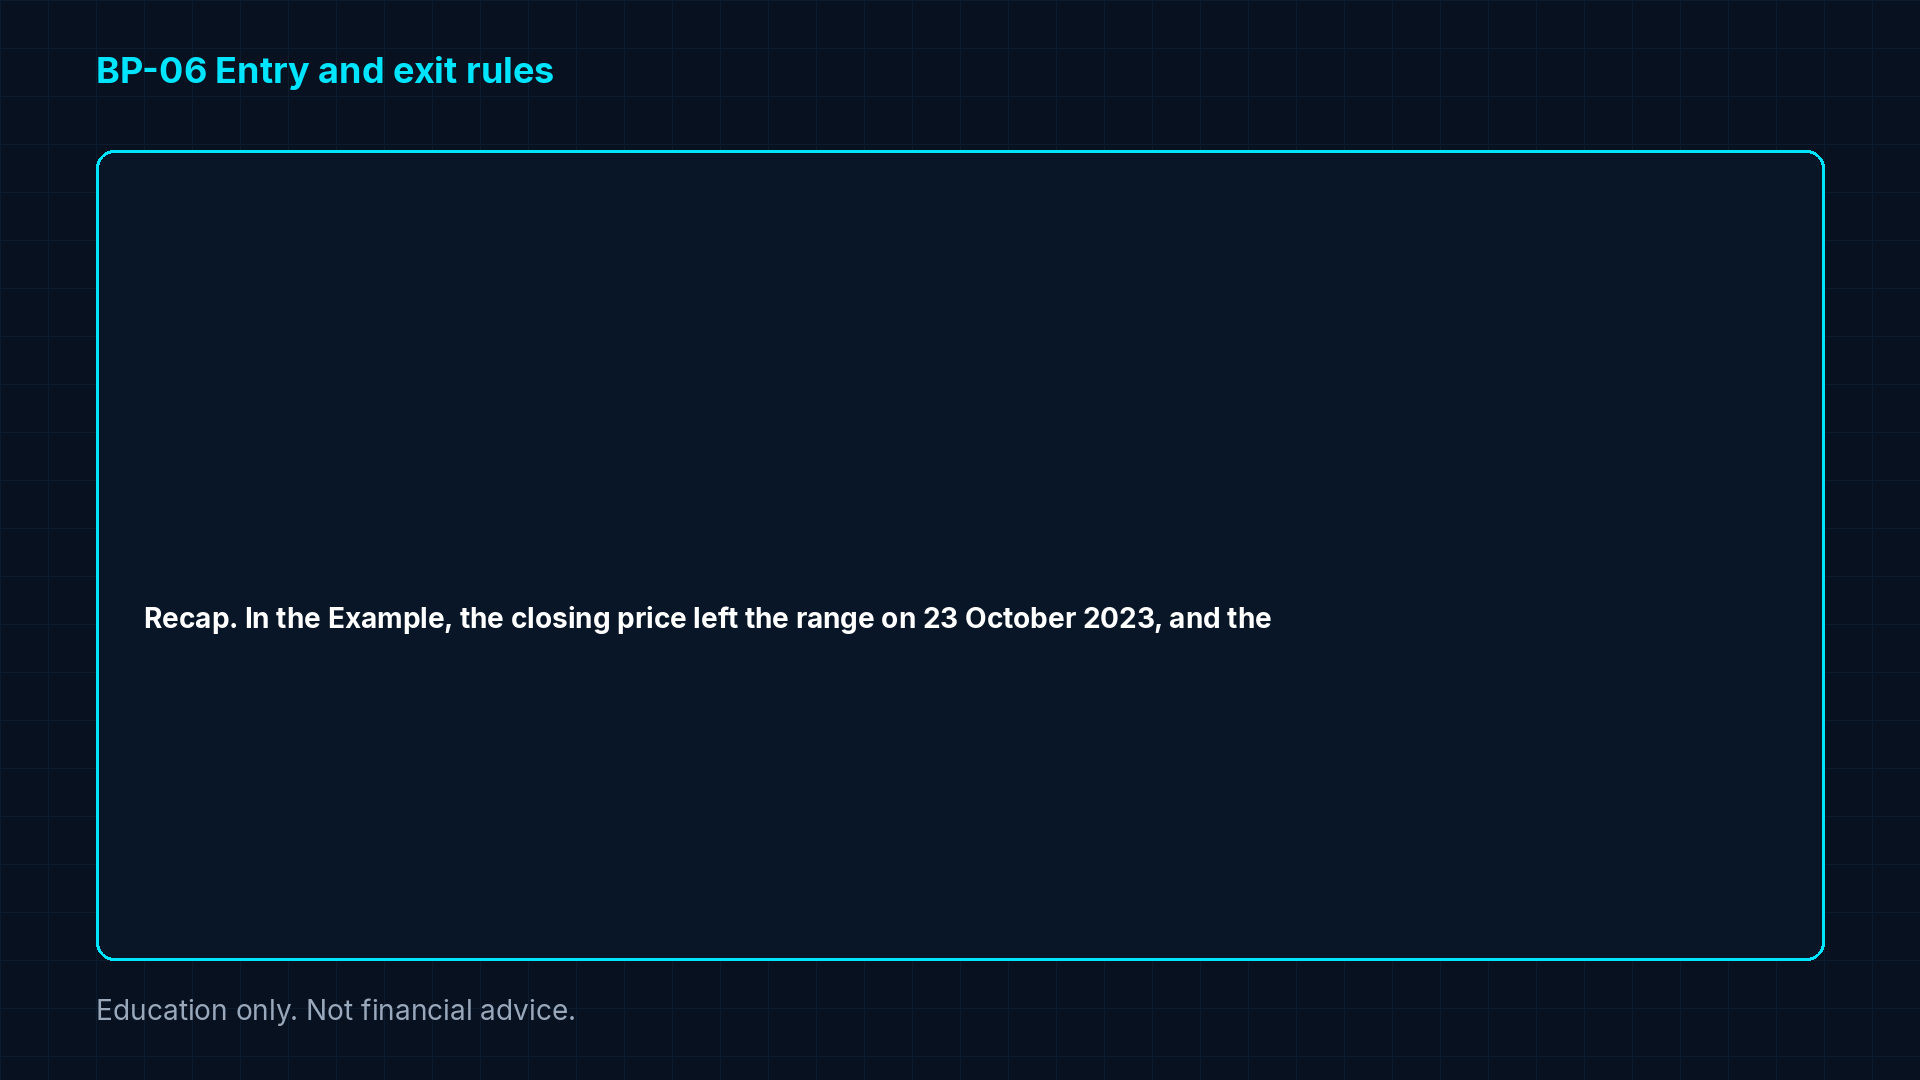 BP-06 Entry and exit rules
Recap. In the Example, the closing price left the range on 23 October 2023, and the
Education only. Not financial advice.